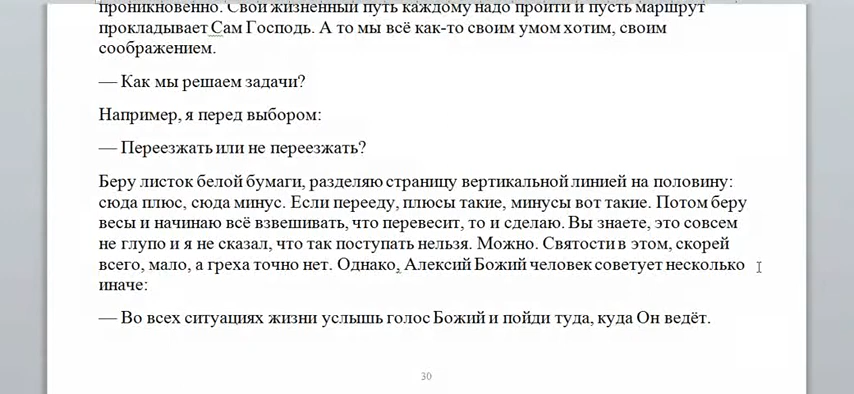 проникновенно. Свой жизненный путь каждому надо пройти и пусть маршрут
прокладывает Сам Господь. А то мы всё как-то своим умом хотим, своим
соображением.
— Как мы решаем задачи?
Например, я перед выбором:
— Переезжать или не переезжать?
Беру листок белой бумаги, разделяю страницу вертикальной линией на половину:
сюда плюс, сюда минус. Если перееду, плюсы такие, минусы вот такие. Потом беру
весы и начинаю всё взвешивать, что перевесит, то и сделаю. Вы знаете, это совсем
не глупо и я не сказал, что так поступать нельзя. Можно. Святости в этом, скорей
всего, мало, а греха точно нет. Однако, Алексий Божий человек советует несколько
иначе:
— Во всех ситуациях жизни услышь голос Божий и пойди туда, куда Он ведёт.
30